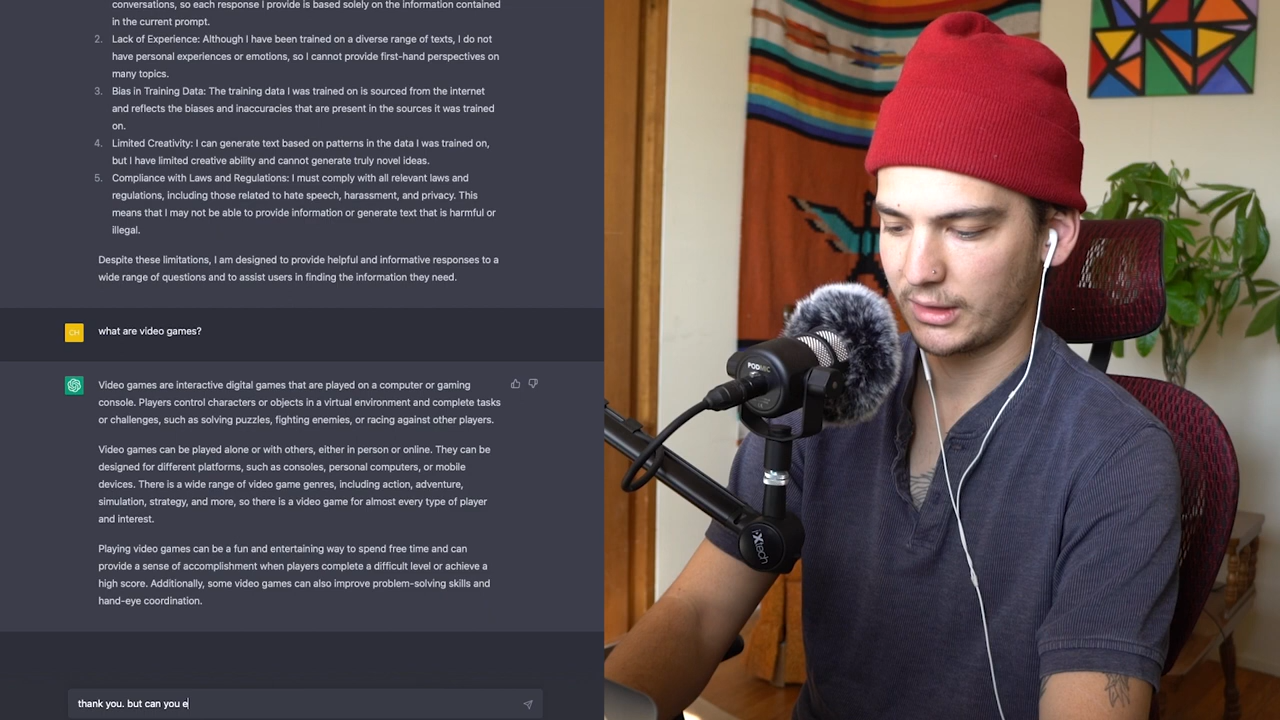 conversations, so each response I provide is based solely on the information contained
in the current prompt.
2. Lack of Experience: Although I have been trained on a diverse range of texts, I do not
have personal experiences or emotions, so I cannot provide first-hand perspectives on
many topics.
3. Bias in Training Data: The training data I was trained on is sourced from the internet
and reflects the biases and inaccuracies that are present in the sources it was trained
on.
4. Limited Creativity: I can generate text based on patterns in the data I was trained on,
but I have limited creative ability and cannot generate truly novel ideas.
5. Compliance with Laws and Regulations: I must comply with all relevant laws and
regulations, including those related to hate speech, harassment, and privacy. This
means that I may not be able to provide information or generate text that is harmful or
illegal.
Despite these limitations, I am designed to provide helpful and informative responses to a
wide range of questions and to assist users in finding the information they need.
CH
what are video games?
Video games are interactive digital games that are played on a computer or gaming
console. Players control characters or objects in a virtual environment and complete tasks
or challenges, such as solving puzzles, fighting enemies, or racing against other players.
Video games can be played alone or with others, either in person or online. They can be
designed for different platforms, such as consoles, personal computers, or mobile
devices. There is a wide range of video game genres, including action, adventure,
simulation, strategy, and more, so there is a video game for almost every type of player
and interest.
Playing video games can be a fun and entertaining way to spend free time and can
provide a sense of accomplishment when players complete a difficult level or achieve a
high score. Additionally, some video games can also improve problem-solving skills and
hand-eye coordination.
thank you. but can you e
PODMIC
iXtech